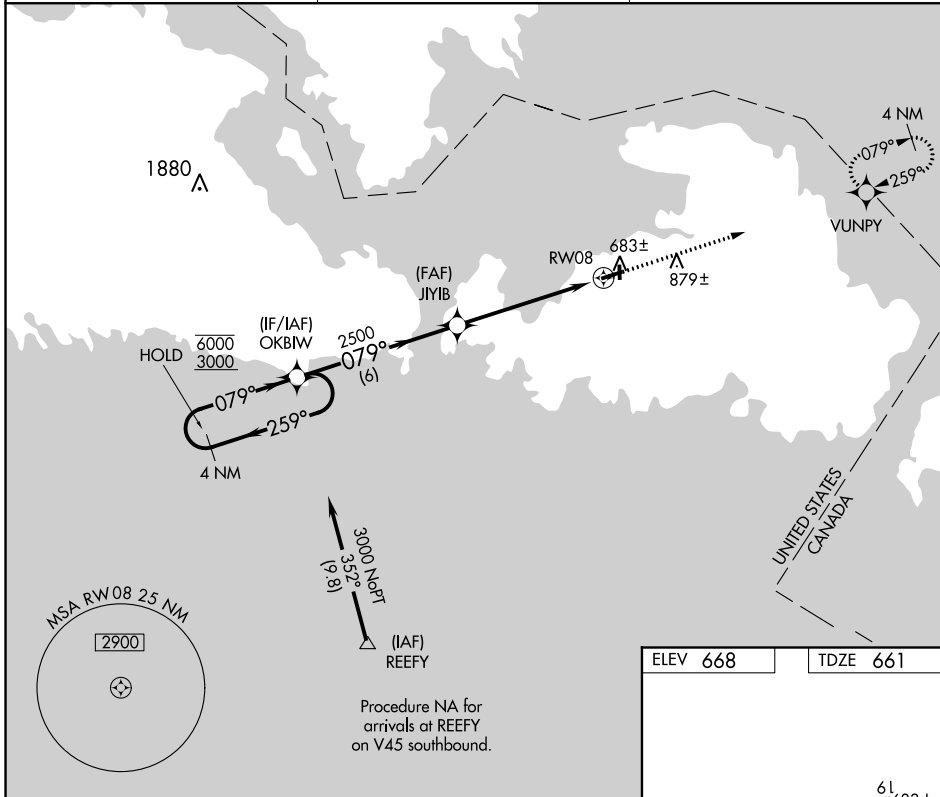 4 NM
079°
259°
VUNPY
1880
RW08
683±
879±
(FAF)
JIYIB
(IF/IAF)
OKBIW
6000
3000
HOLD
2500
079°
(6)
079°
259°
4 NM
3000 NoPT
352°
(9.8)
(IAF)
REEFY
Procedure NA for
arrivals at REEFY
on V45 southbound.
MSA RW08 25 NM
2900
UNITED STATES
CANADA
ELEV 668
TDZE 661